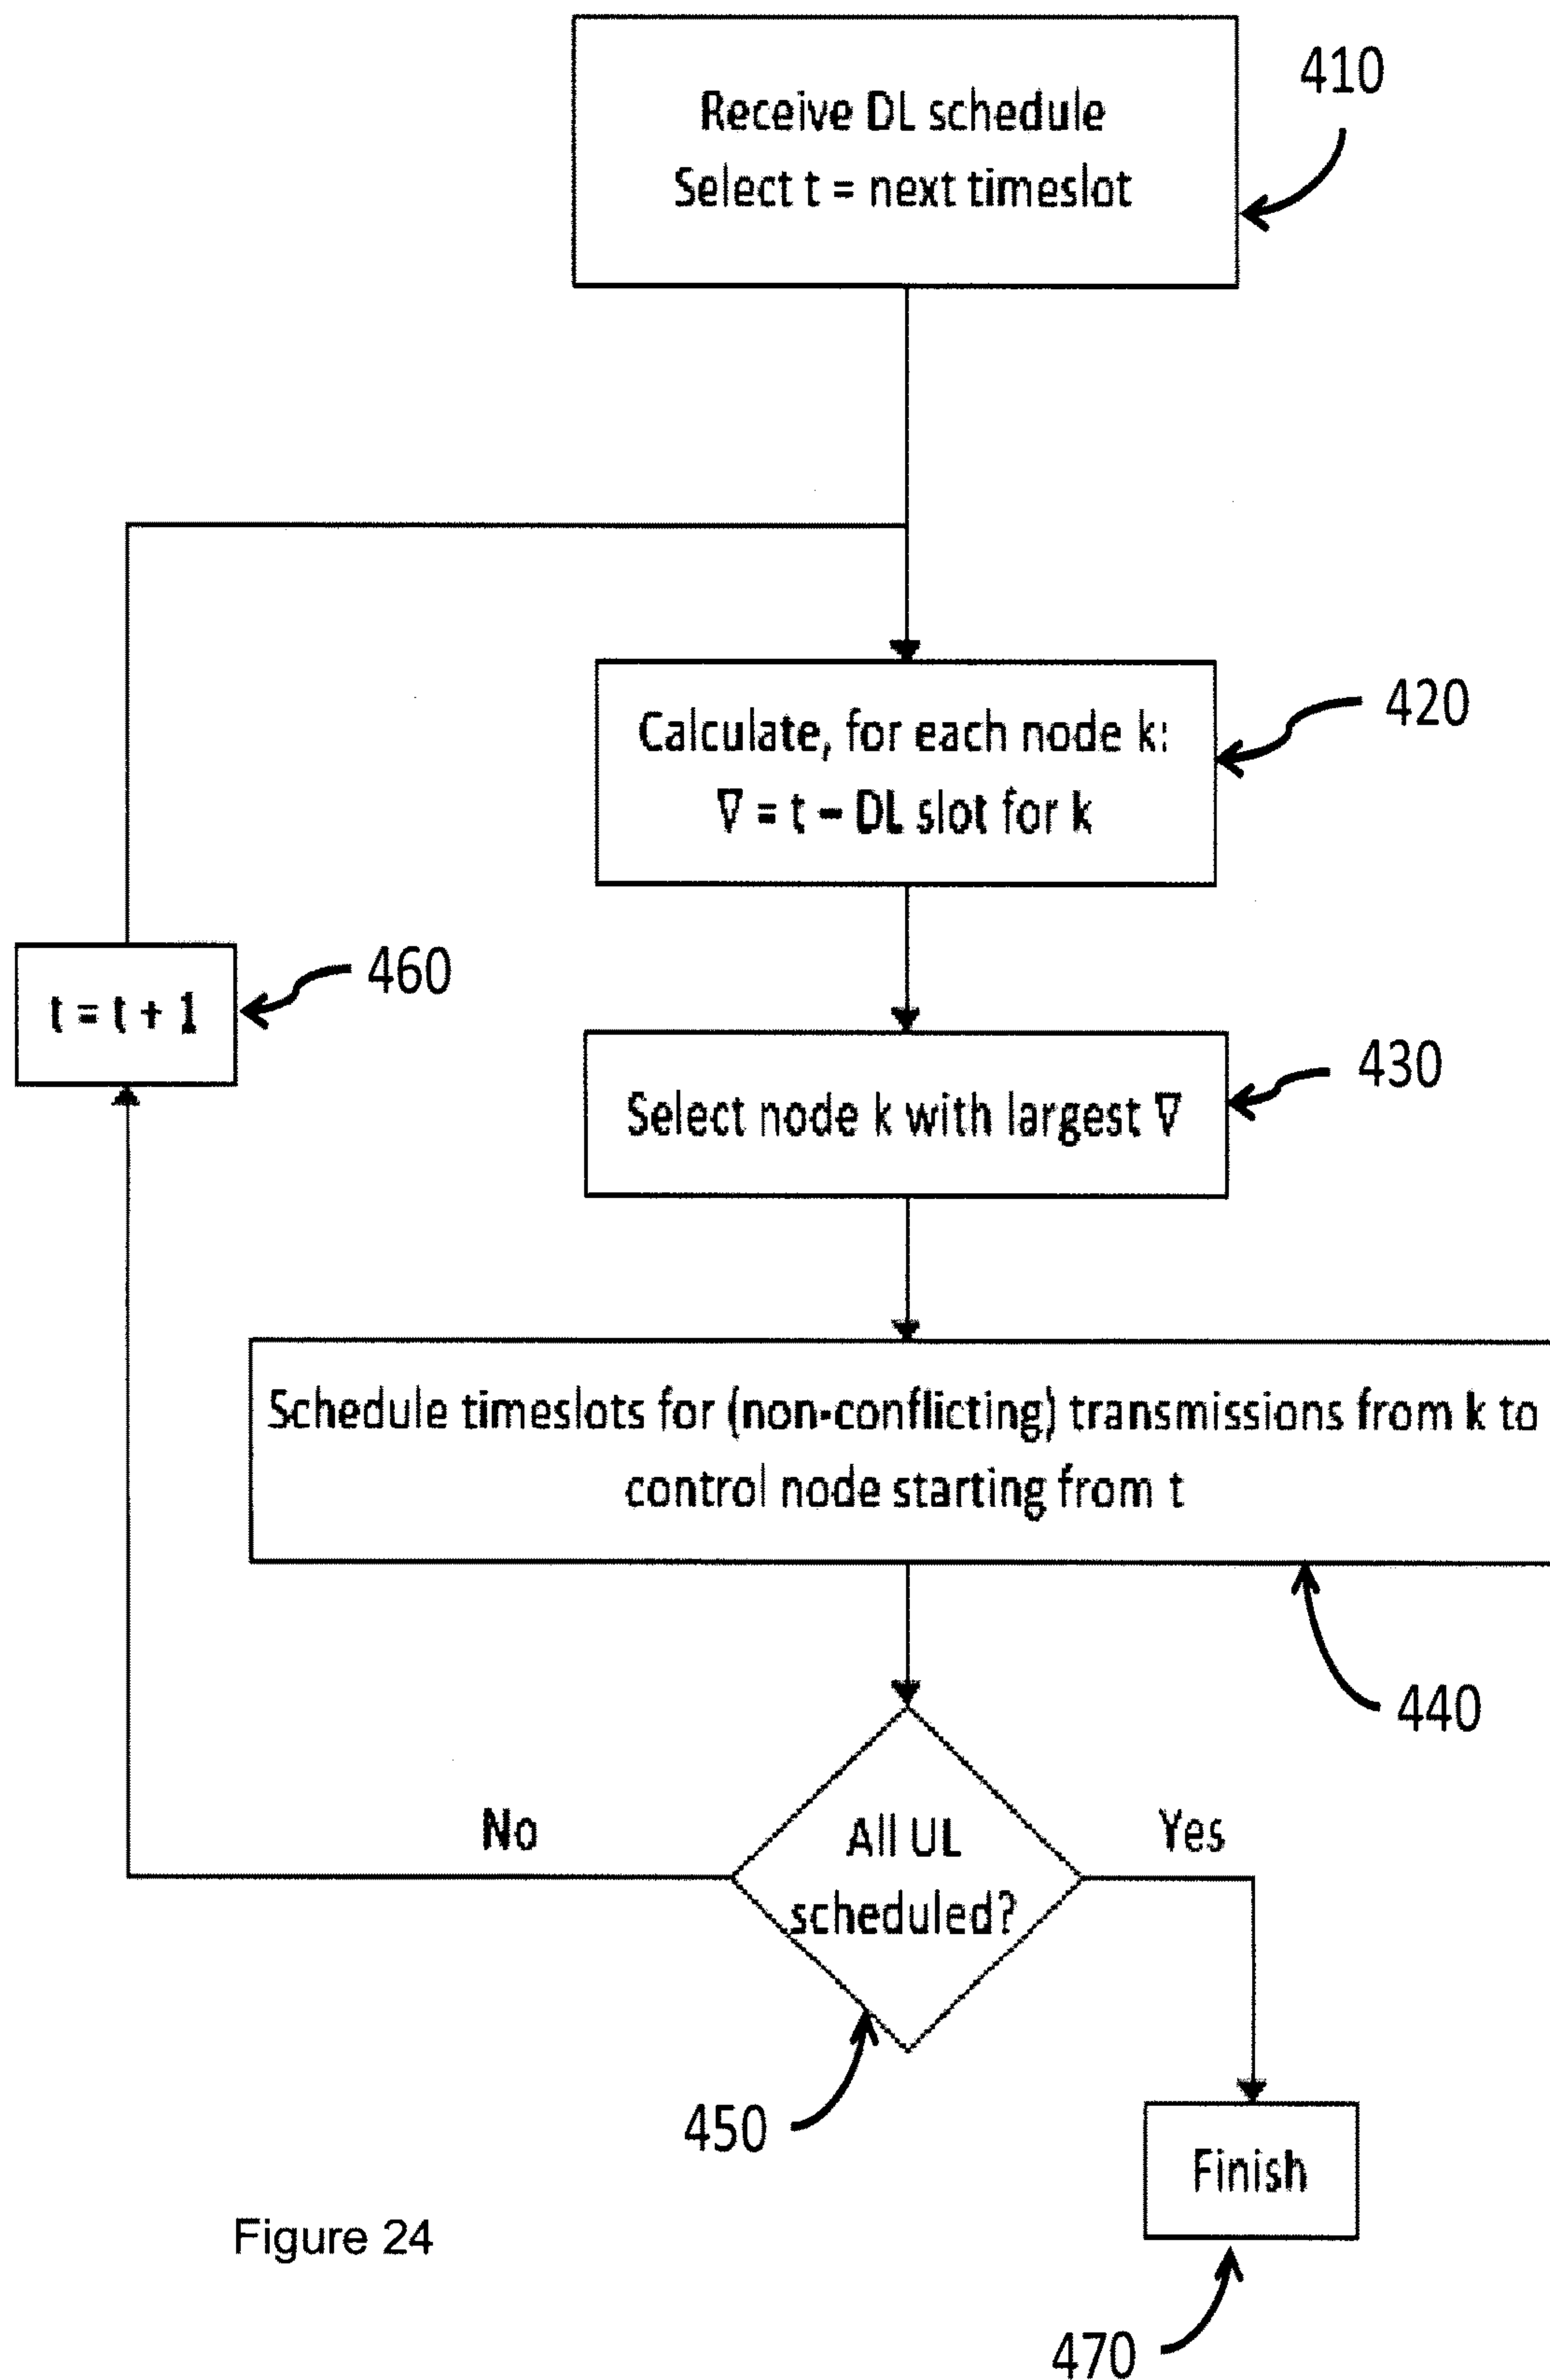 Receive DL schedule
Select t = next timeslot
410
Calculate, for each node k:
∇ = t – DL slot for k
420
t = t + 1
460
Select node k with largest ∇
430
Schedule timeslots for (non-conflicting) transmissions from k to
control node starting from t
440
All UL
scheduled?
No
Yes
450
Finish
470
Figure 24